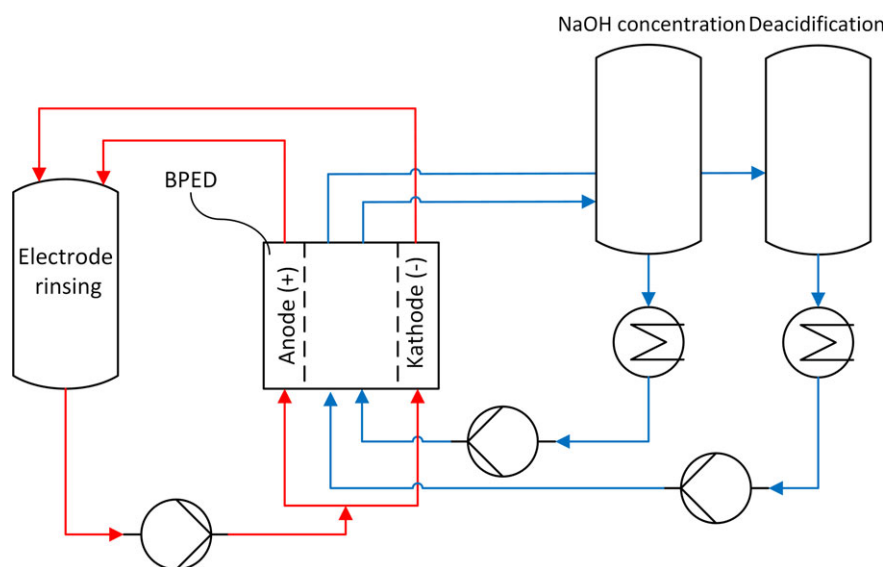 NaOH concentration
Deacidification
BPED
Electrode
rinsing
Anode (+)
Kathode (-)